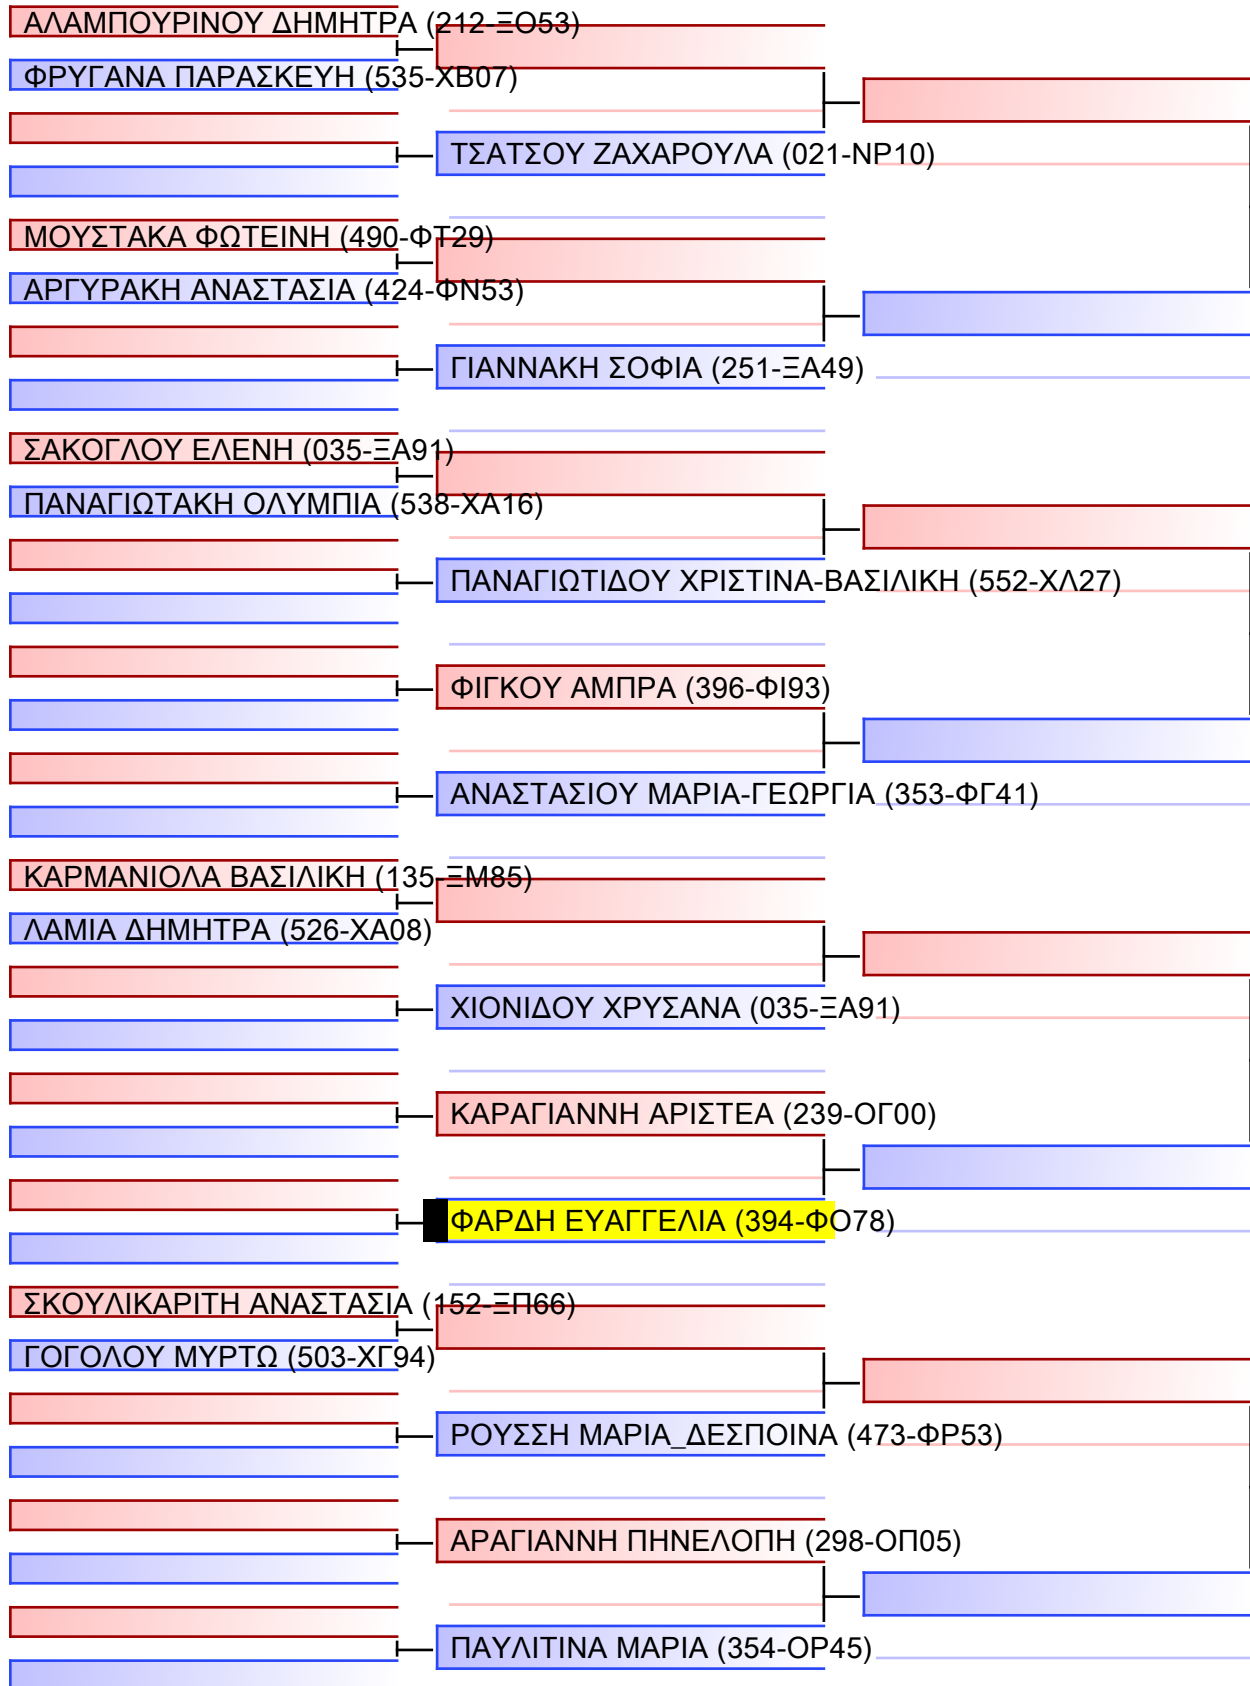 ΑΛΑΜΠΟΥΡΙΝΟΥ ΔΗΜΗΤΡΑ (212-ΞΟ53)
ΦΡΥΓΑΝΑ ΠΑΡΑΣΚΕΥΗ (535-ΧΒ07)
ΤΣΑΤΣΟΥ ΖΑΧΑΡΟΥΛΑ (021-ΝΡ10)
ΜΟΥΣΤΑΚΑ ΦΩΤΕΙΝΗ (490-ΦΤ29)
ΑΡΓΥΡΑΚΗ ΑΝΑΣΤΑΣΙΑ (424-ΦΝ53)
ΓΙΑΝΝΑΚΗ ΣΟΦΙΑ (251-ΞΑ49)
ΣΑΚΟΓΛΟΥ ΕΛΕΝΗ (035-ΞΑ91)
ΠΑΝΑΓΙΩΤΑΚΗ ΟΛΥΜΠΙΑ (538-ΧΑ16)
ΠΑΝΑΓΙΩΤΙΔΟΥ ΧΡΙΣΤΙΝΑ-ΒΑΣΙΛΙΚΗ (552-ΧΛ27)
ΦΙΓΚΟΥ ΑΜΠΡΑ (396-ΦΙ93)
ΑΝΑΣΤΑΣΙΟΥ ΜΑΡΙΑ-ΓΕΩΡΓΙΑ (353-ΦΓ41)
ΚΑΡΜΑΝΙΟΛΑ ΒΑΣΙΛΙΚΗ (135-ΞΜ85)
ΛΑΜΙΑ ΔΗΜΗΤΡΑ (526-ΧΑ08)
ΧΙΟΝΙΔΟΥ ΧΡΥΣΑΝΑ (035-ΞΑ91)
ΚΑΡΑΓΙΑΝΝΗ ΑΡΙΣΤΕΑ (239-ΟΓ00)
ΦΑΡΔΗ ΕΥΑΓΓΕΛΙΑ (394-ΦΟ78)
ΣΚΟΥΛΙΚΑΡΙΤΗ ΑΝΑΣΤΑΣΙΑ (152-ΞΠ66)
ΓΟΓΟΛΟΥ ΜΥΡΤΩ (503-ΧΓ94)
ΡΟΥΣΣΗ ΜΑΡΙΑ_ΔΕΣΠΟΙΝΑ (473-ΦΡ53)
ΑΡΑΓΙΑΝΝΗ ΠΗΝΕΛΟΠΗ (298-ΟΠ05)
ΠΑΥΛΙΤΙΝΑ ΜΑΡΙΑ (354-ΟΡ45)